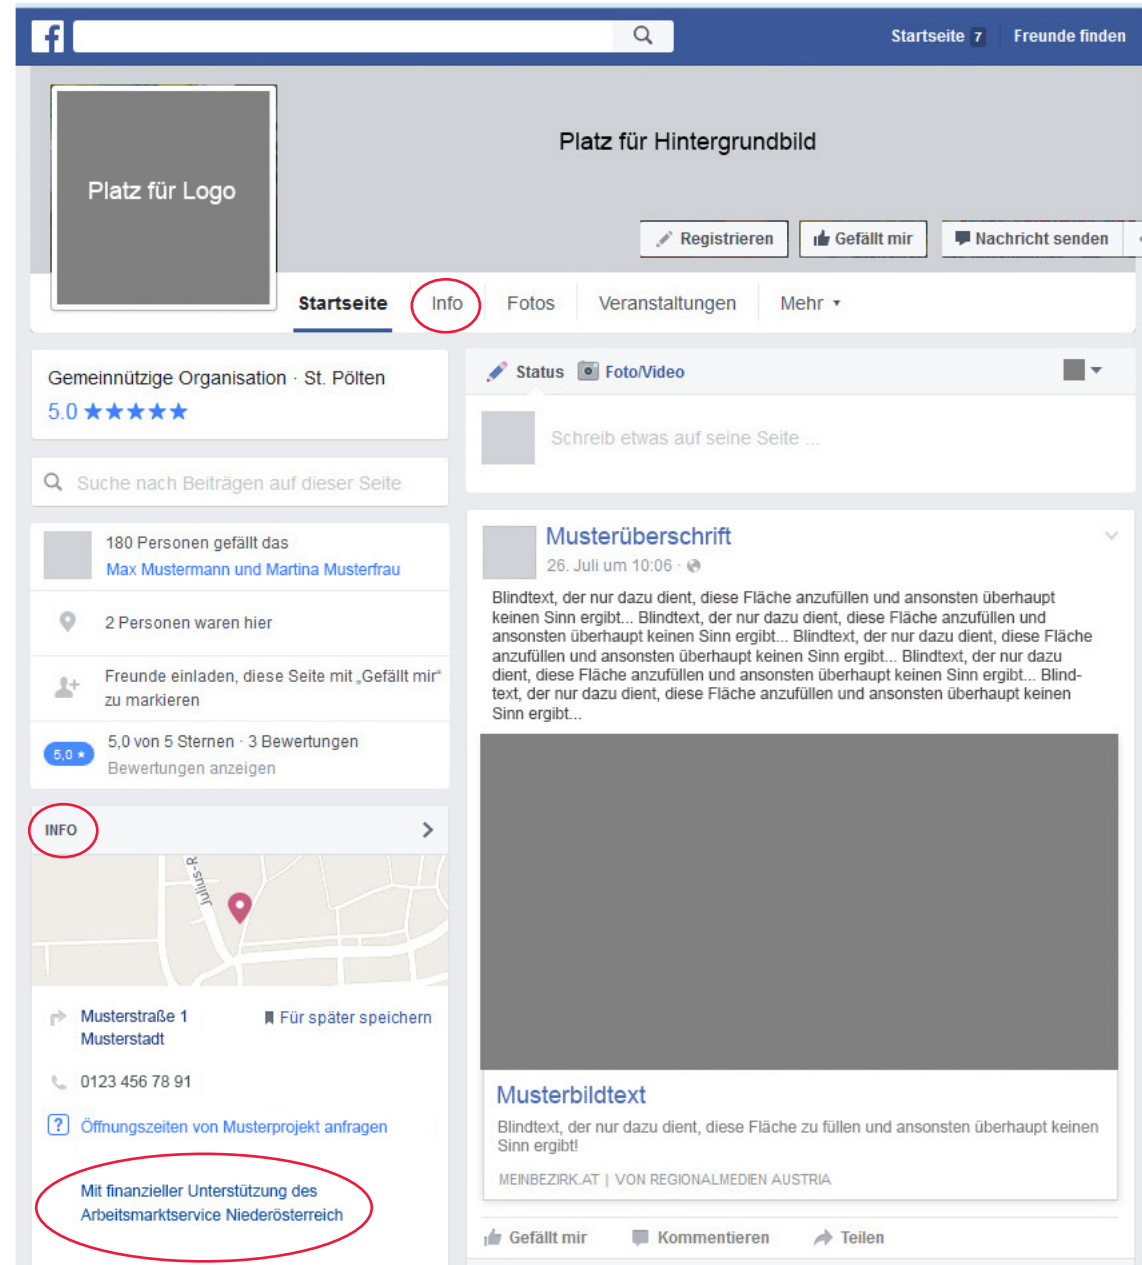 f
Startseite 7 Freunde finden
Platz für Hintergrundbild
Platz für Logo
Registrieren Gefällt mir Nachricht senden
Startseite Info Fotos Veranstaltungen Mehr
Gemeinnützige Organisation · St. Pölten
5.0 ★★★★★
Suche nach Beiträgen auf dieser Seite
180 Personen gefällt das
Max Mustermann und Martina Musterfrau
2 Personen waren hier
Freunde einladen, diese Seite mit „Gefällt mir“
zu markieren
5,0 ★
5,0 von 5 Sternen · 3 Bewertungen
Bewertungen anzeigen
INFO
Julius-R
Musterstraße 1
Musterstadt
Für später speichern
0123 456 78 91
? Öffnungszeiten von Musterprojekt anfragen
Mit finanzieller Unterstützung des
Arbeitsmarktservice Niederösterreich
Status Foto/Video
Schreib etwas auf seine Seite ...
Musterüberschrift
26. Juli um 10:06 ·
Blindtext, der nur dazu dient, diese Fläche anzufüllen und ansonsten überhaupt
keinen Sinn ergibt... Blindtext, der nur dazu dient, diese Fläche anzufüllen und
ansonsten überhaupt keinen Sinn ergibt... Blindtext, der nur dazu dient, diese Fläche
anzufüllen und ansonsten überhaupt keinen Sinn ergibt... Blindtext, der nur dazu
dient, diese Fläche anzufüllen und ansonsten überhaupt keinen Sinn ergibt... Blind-
text, der nur dazu dient, diese Fläche anzufüllen und ansonsten überhaupt keinen
Sinn ergibt...
Musterbildtext
Blindtext, der nur dazu dient, diese Fläche zu füllen und ansonsten überhaupt keinen
Sinn ergibt!
MEINBEZIRK.AT | VON REGIONALMEDIEN AUSTRIA
Gefällt mir Kommentieren Teilen